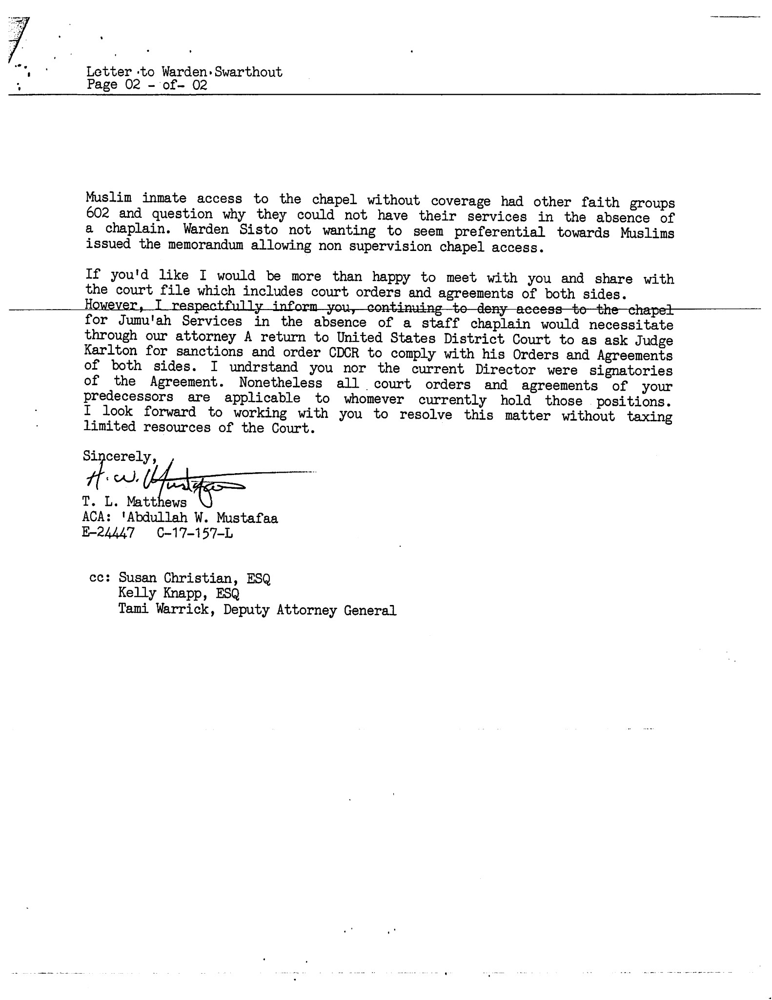 Letter to Warden Swarthout
Page 02 - of- 02
Muslim inmate access to the chapel without coverage had other faith groups
602 and question why they could not have their services in the absence of
a chaplain. Warden Sisto not wanting to seem preferential towards Muslims
issued the memorandum allowing non supervision chapel access.
If you'd like I would be more than happy to meet with you and share with
the court file which includes court orders and agreements of both sides.
However, I respectfully inform you, continuing to deny access to the chapel
for Jumu'ah Services in the absence of a staff chaplain would necessitate
through our attorney A return to United States District Court to as ask Judge
Karlton for sanctions and order CDCR to comply with his Orders and Agreements
of both sides. I undrstand you nor the current Director were signatories
of the Agreement. Nonetheless all court orders and agreements of your
predecessors are applicable to whomever currently hold those positions.
I look forward to working with you to resolve this matter without taxing
limited resources of the Court.
Sincerely,
A. W. Mustafaa
T. L. Matthews
ACA: 'Abdullah W. Mustafaa
E-24447 C-17-157-L
cc: Susan Christian, ESQ
Kelly Knapp, ESQ
Tami Warrick, Deputy Attorney General